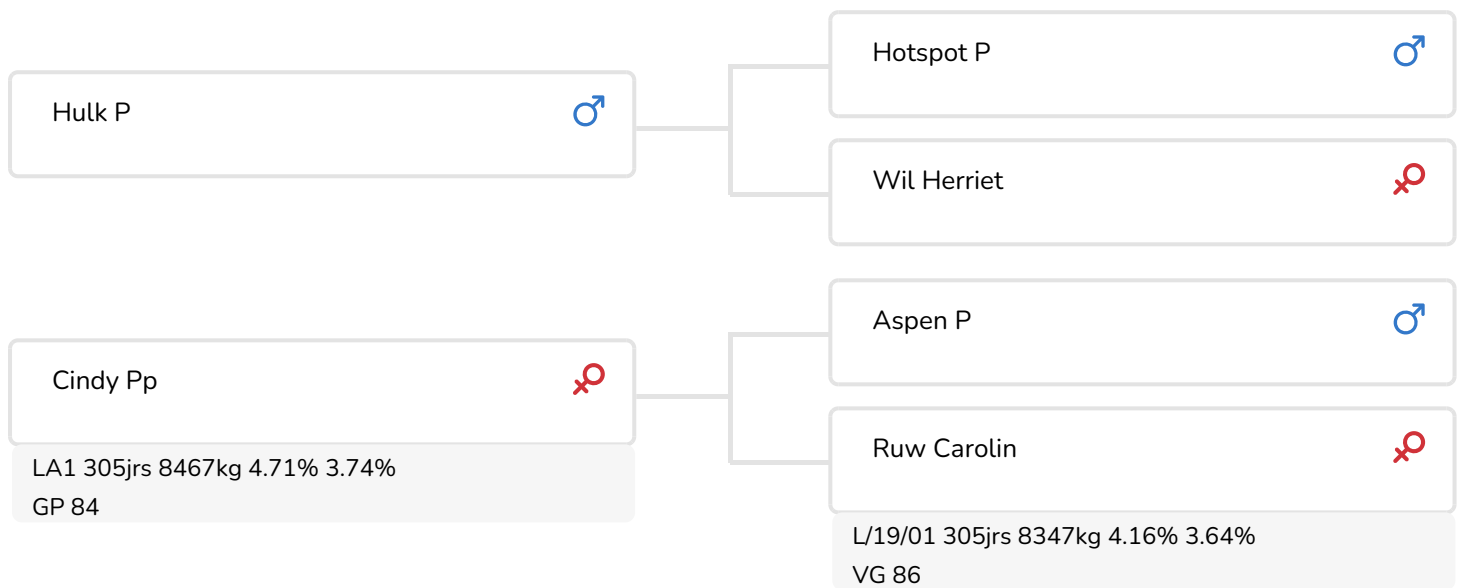 Hulk P
Hotspot P
Wil Herriet
Cindy Pp
LA1 305jrs 8467kg 4.71% 3.74%
GP 84
Aspen P
Ruw Carolin
L/19/01 305jrs 8347kg 4.16% 3.64%
VG 86